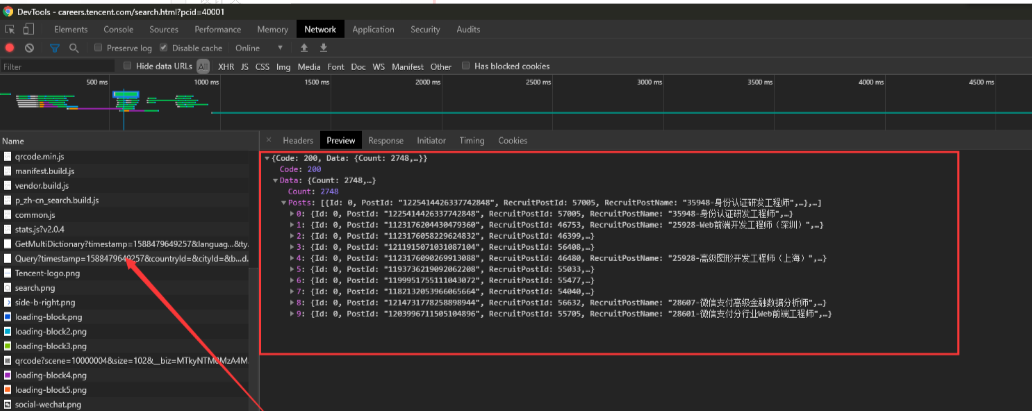 DevTools - careers.tencent.com/search.html?pcid=40001
Elements Console Sources Performance Memory Network Application Security Audits
Preserve log Disable cache Online
Filter Hide data URLs All XHR JS CSS Img Media Font Doc WS Manifest Other Has blocked cookies
500 ms 1000 ms 1500 ms 2000 ms 2500 ms 3000 ms 3500 ms 4000 ms 4500 ms
Name
× Headers Preview Response Initiator Timing Cookies
qrcode.min.js
manifest.build.js
vendor.build.js
p_zh-cn_search.build.js
common.js
stats.js?v2.0.4
GetMultiDictionary?timestamp=1588479649257&languag...&ty
Query?timestamp=1588479649257&countryId=&cityId=&b...d.
Tencent-logo.png
search.png
side-b-right.png
loading-block.png
loading-block2.png
loading-block3.png
qrcode?scene=10000004&size=102&__biz=MTkyNTM4MzA4M
loading-block4.png
loading-block5.png
social-wechat.png
{Code: 200, Data: {Count: 2748,…}}
Code: 200
Data: {Count: 2748,…}
Count: 2748
Posts: [{Id: 0, PostId: "1225414426337742848", RecruitPostId: 57005, RecruitPostName: "35948-身份认证研发工程师",…},…]
0: {Id: 0, PostId: "1225414426337742848", RecruitPostId: 57005, RecruitPostName: "35948-身份认证研发工程师",…}
1: {Id: 0, PostId: "1123176204430479360", RecruitPostId: 46753, RecruitPostName: "25928-Web前端开发工程师（深圳）",…}
2: {Id: 0, PostId: "1123176058229624832", RecruitPostId: 46399,…}
3: {Id: 0, PostId: "1211915071031087104", RecruitPostId: 56408,…}
4: {Id: 0, PostId: "1123176090269913088", RecruitPostId: 46480, RecruitPostName: "25928-高级图形开发工程师（上海）",…}
5: {Id: 0, PostId: "1193736219092062208", RecruitPostId: 55033,…}
6: {Id: 0, PostId: "1199951755111043072", RecruitPostId: 55477,…}
7: {Id: 0, PostId: "1182132053966065664", RecruitPostId: 54040,…}
8: {Id: 0, PostId: "1214731778258898944", RecruitPostId: 56632, RecruitPostName: "28607-微信支付高级金融数据分析师",…}
9: {Id: 0, PostId: "1203996711505104896", RecruitPostId: 55705, RecruitPostName: "28601-微信支付分行业Web前端工程师",…}